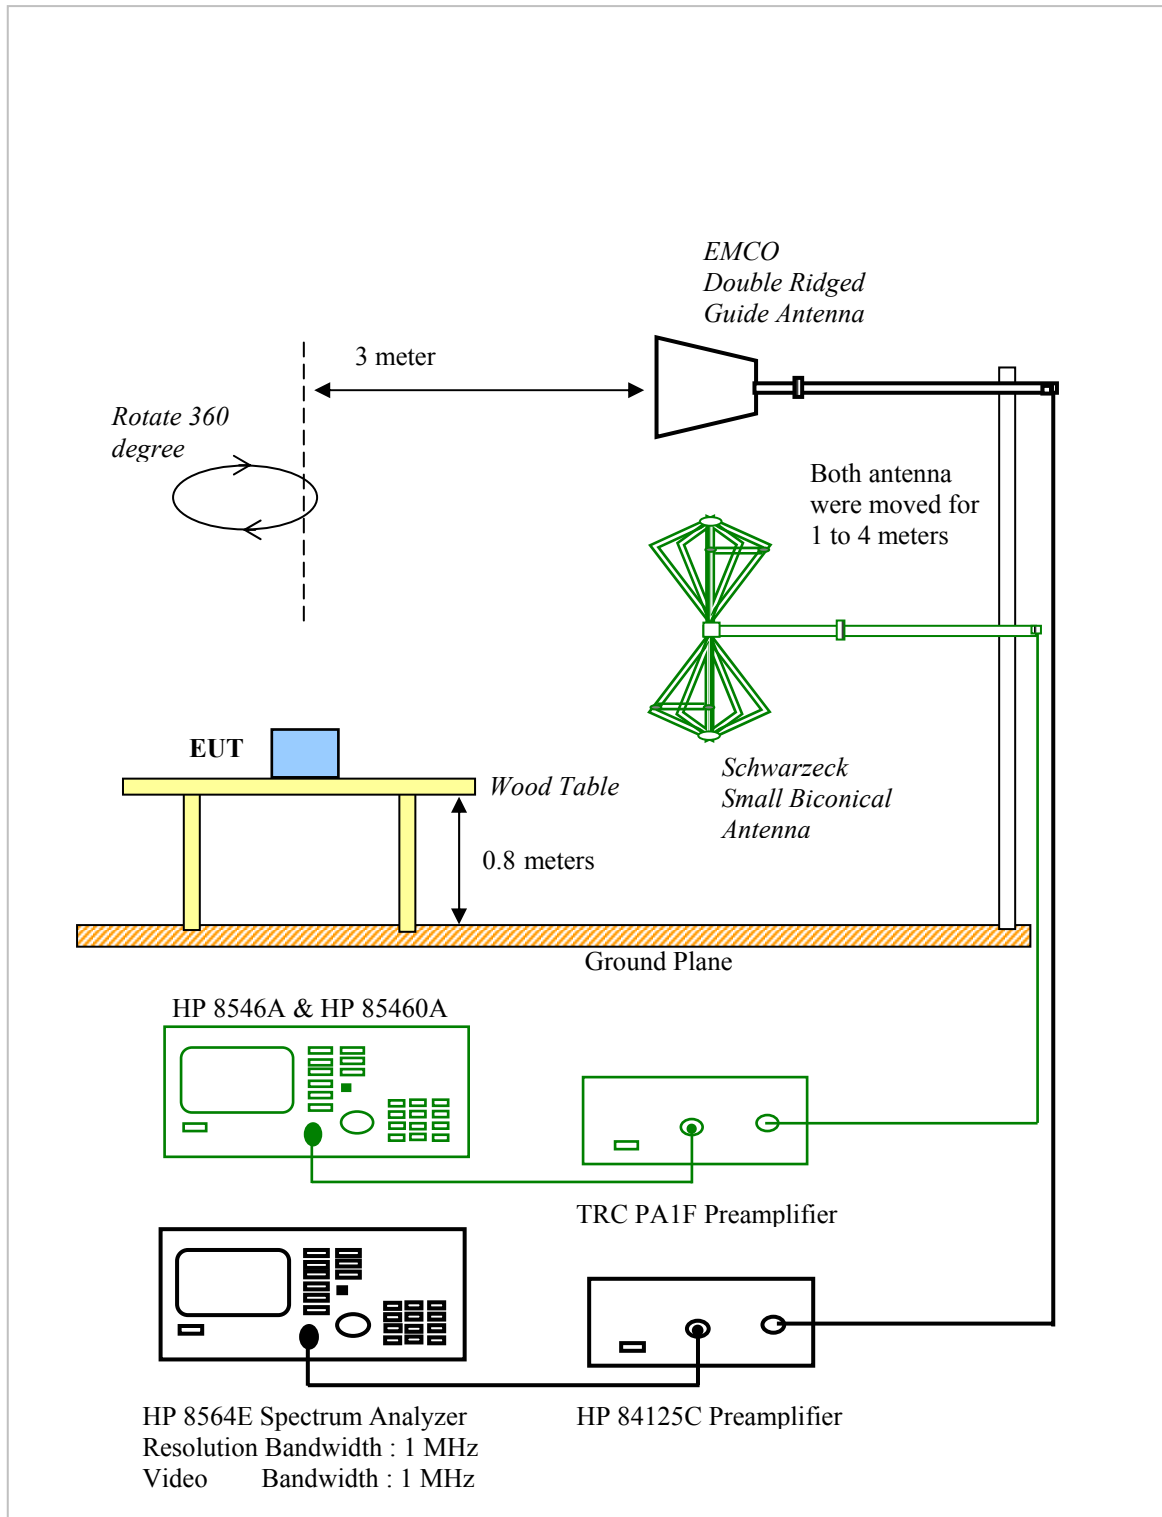 EMCO
Double Ridged
Guide Antenna
3 meter
Rotate 360
degree
Both antenna
were moved for
1 to 4 meters
EUT
Wood Table
Schwarzeck
Small Biconical
Antenna
0.8 meters
Ground Plane
HP 8546A & HP 85460A
TRC PA1F Preamplifier
HP 8564E Spectrum Analyzer
Resolution Bandwidth : 1 MHz
Video Bandwidth : 1 MHz
HP 84125C Preamplifier